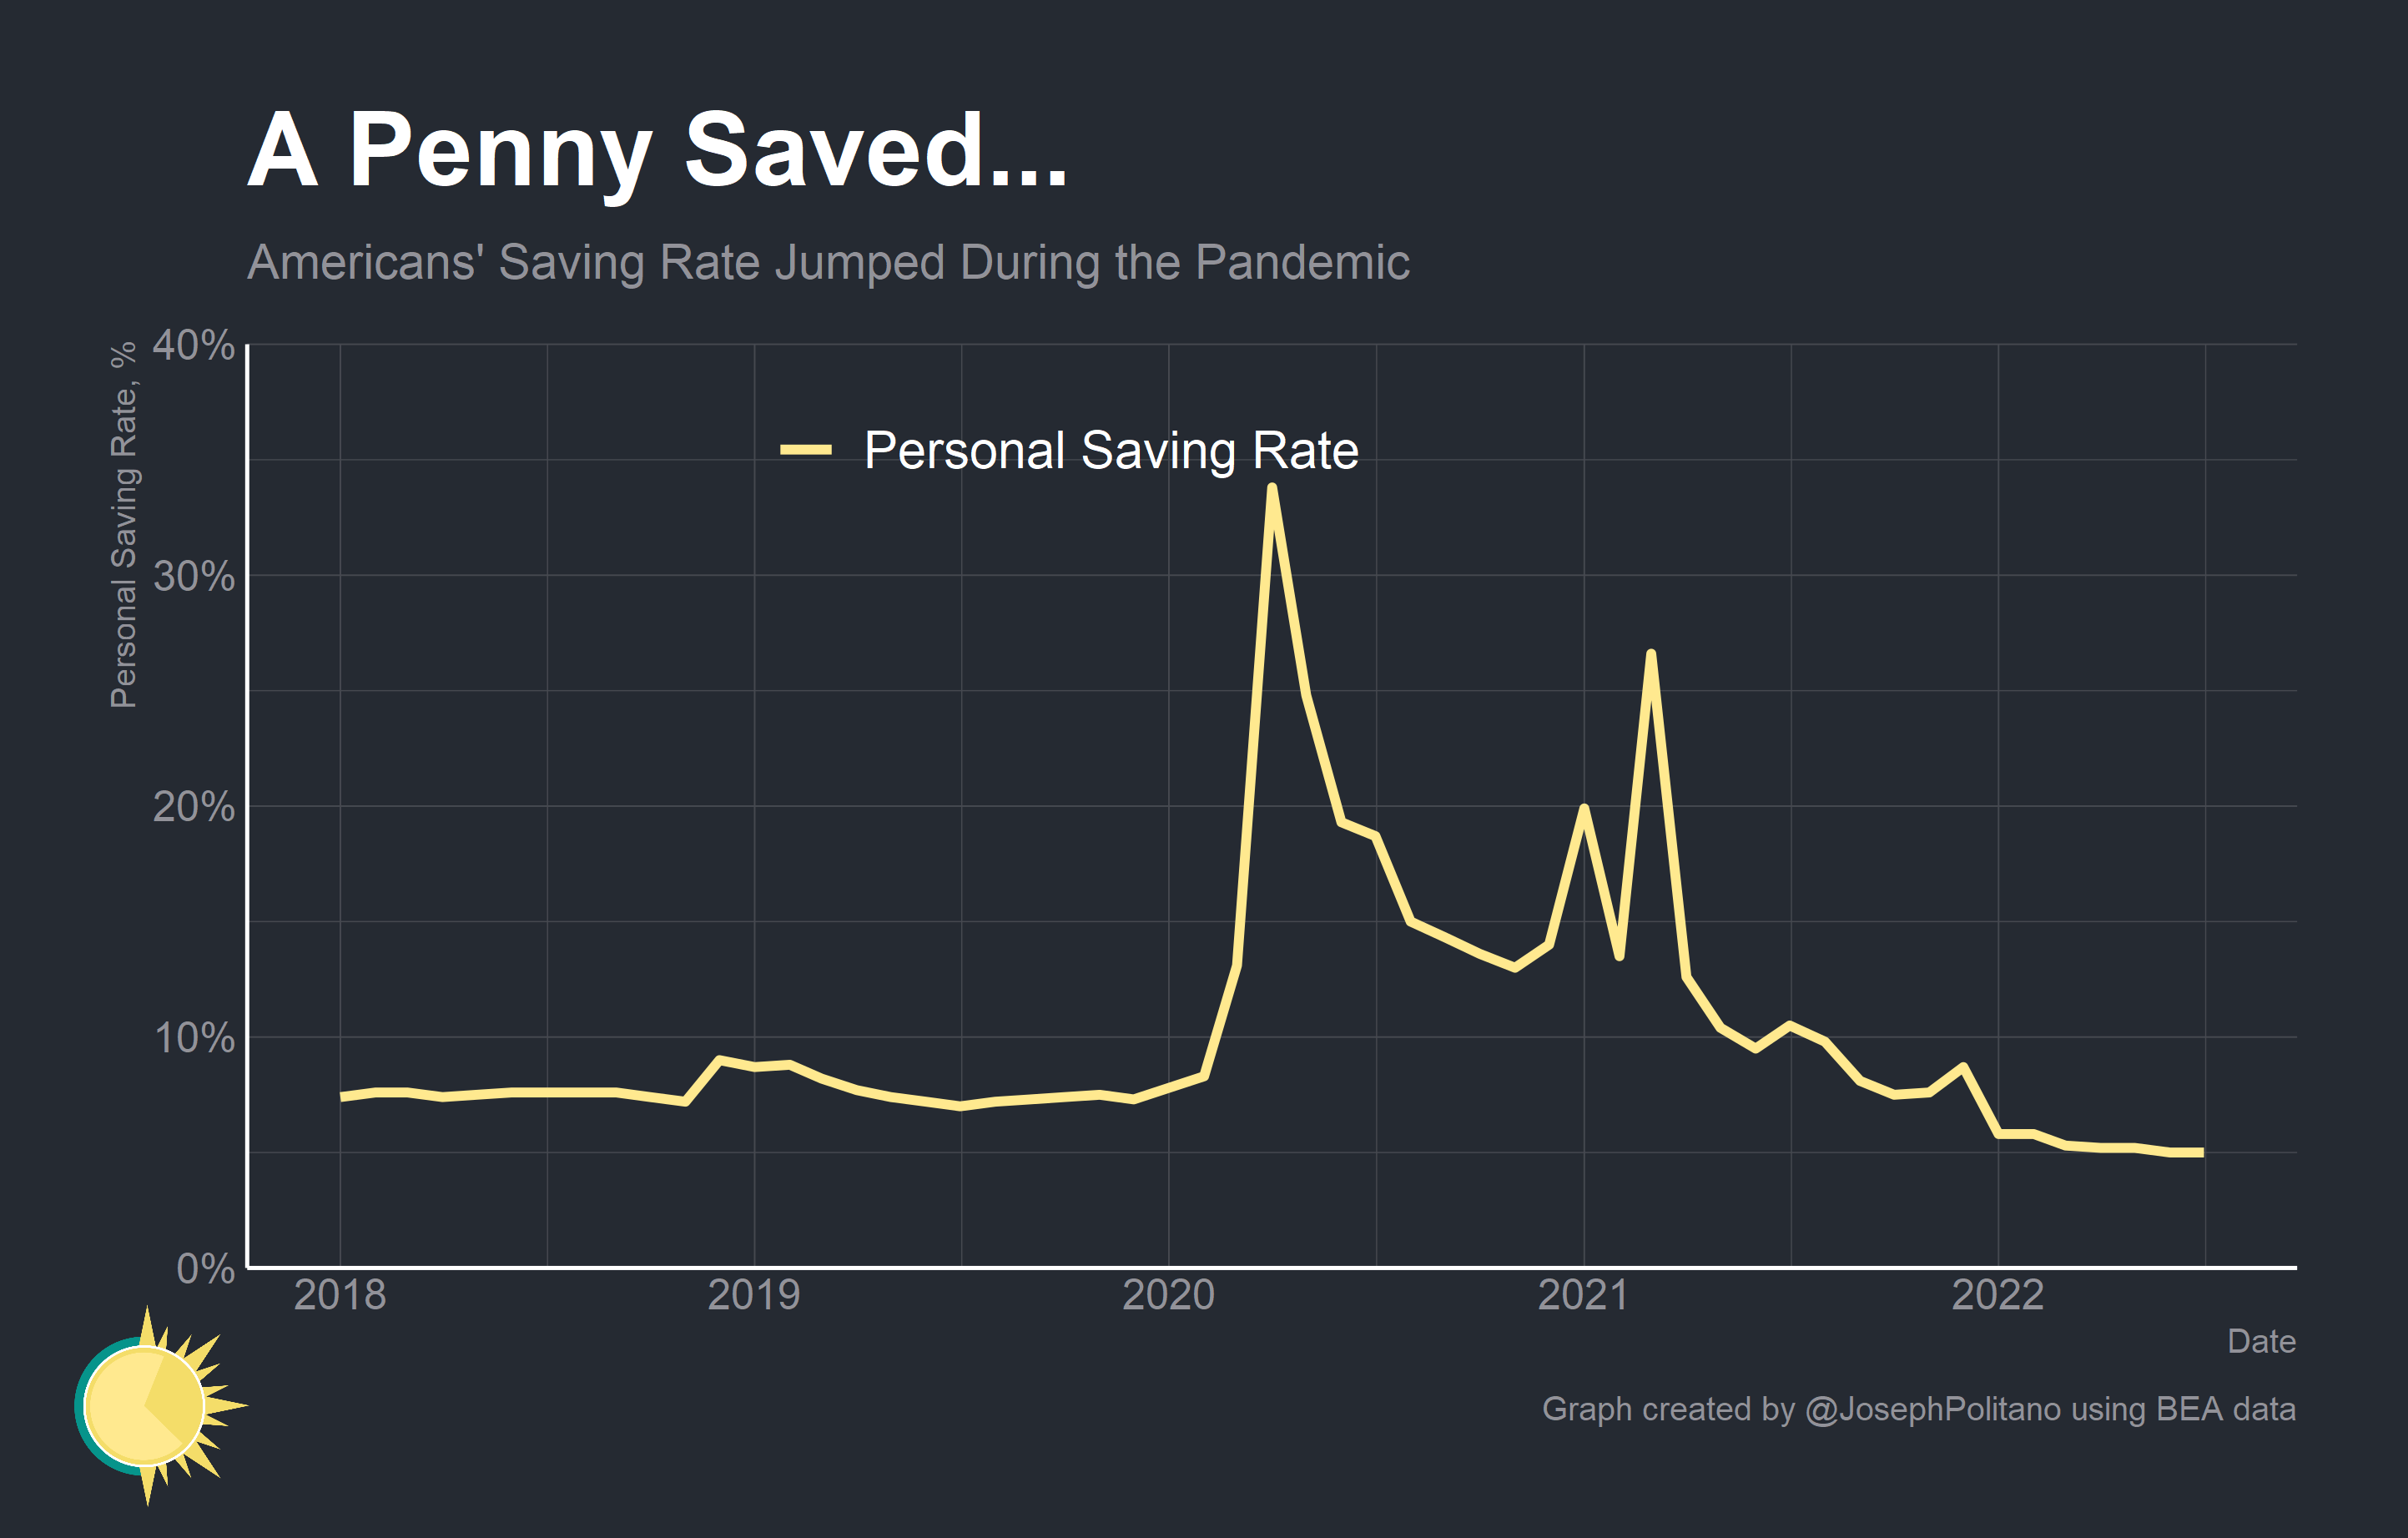 A Penny Saved...
Americans' Saving Rate Jumped During the Pandemic
Personal Saving Rate, %
40%
30%
20%
10%
0%
Personal Saving Rate
2018
2019
2020
2021
2022
Date
Graph created by @JosephPolitano using BEA data